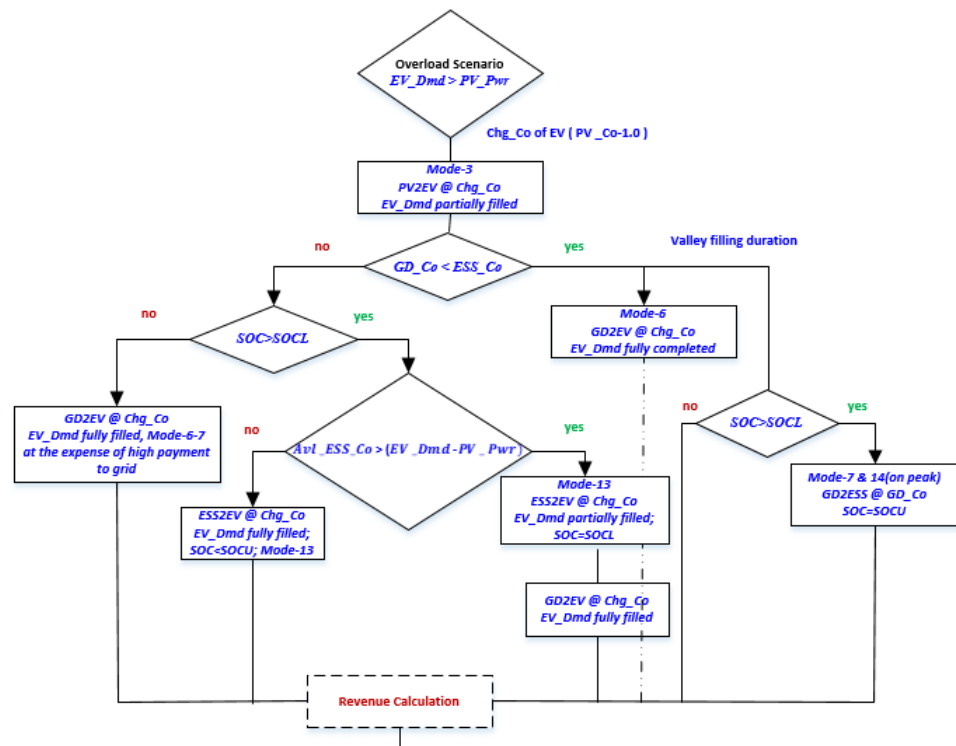 Overload Scenario
EV_Dmd > PV_Pwr
Chg_Co of EV ( PV _Co-1.0 )
Mode-3
PV2EV @ Chg_Co
EV_Dmd partially filled
no
yes
Valley filling duration
GD_Co < ESS_Co
no
SOC>SOCL
yes
Mode-6
GD2EV @ Chg_Co
EV_Dmd fully completed
GD2EV @ Chg_Co
EV_Dmd fully filled, Mode-6-7
at the expense of high payment
to grid
no
Avl _ESS_Co > (EV _Dmd -PV _ Pwr)
yes
no
SOC>SOCL
yes
ESS2EV @ Chg_Co
EV_Dmd fully filled;
SOC<SOCU; Mode-13
Mode-13
ESS2EV @ Chg_Co
EV_Dmd partially filled;
SOC=SOCL
Mode-7 & 14(on peak)
GD2ESS @ GD_Co
SOC=SOCU
GD2EV @ Chg_Co
EV_Dmd fully filled
Revenue Calculation